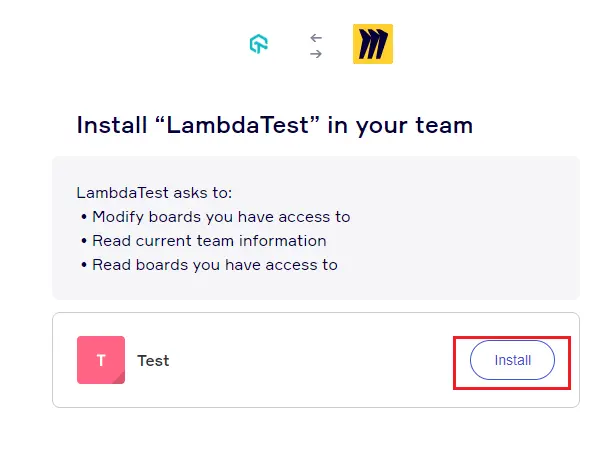 Install “LambdaTest” in your team
LambdaTest asks to:
• Modify boards you have access to
• Read current team information
• Read boards you have access to
T
Test
Install